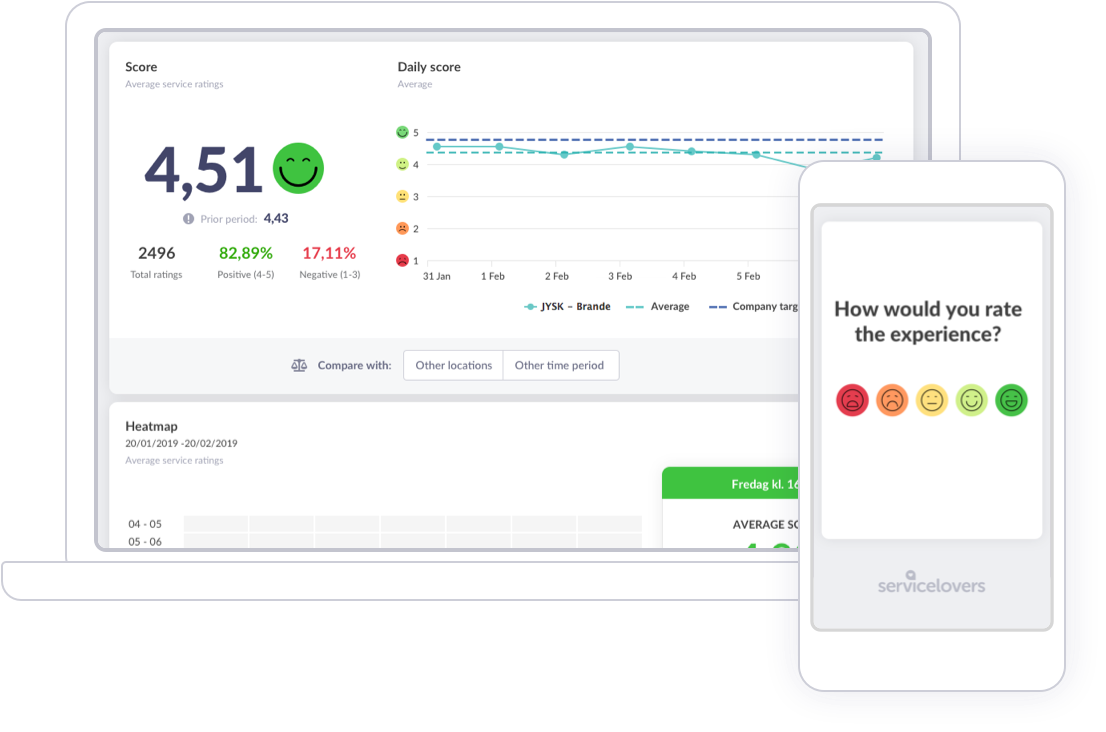 Score
Average service ratings
4,51
Prior period: 4,43
2496
Total ratings
82,89%
Positive (4-5)
17,11%
Negative (1-3)
Daily score
Average
5
4
3
2
1
31 Jan 1 Feb 2 Feb 3 Feb 4 Feb 5 Feb
JYSK – Brande Average Company targ
Compare with: Other locations Other time period
Heatmap
20/01/2019 -20/02/2019
Average service ratings
04 - 05
05 - 06
Fredag kl. 16
AVERAGE SC
How would you rate
the experience?
servicelovers